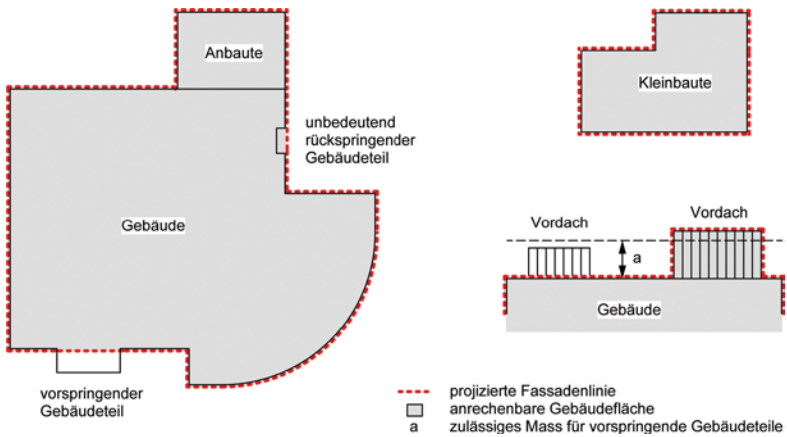 Anbaute
Kleinbaute
unbedeutend
rückspringender
Gebäudeteil
Gebäude
Vordach
Vordach
a
Gebäude
vorspringender
Gebäudeteil
projizierte Fassadenlinie
anrechenbare Gebäudefläche
a zulässiges Mass für vorspringende Gebäudeteile